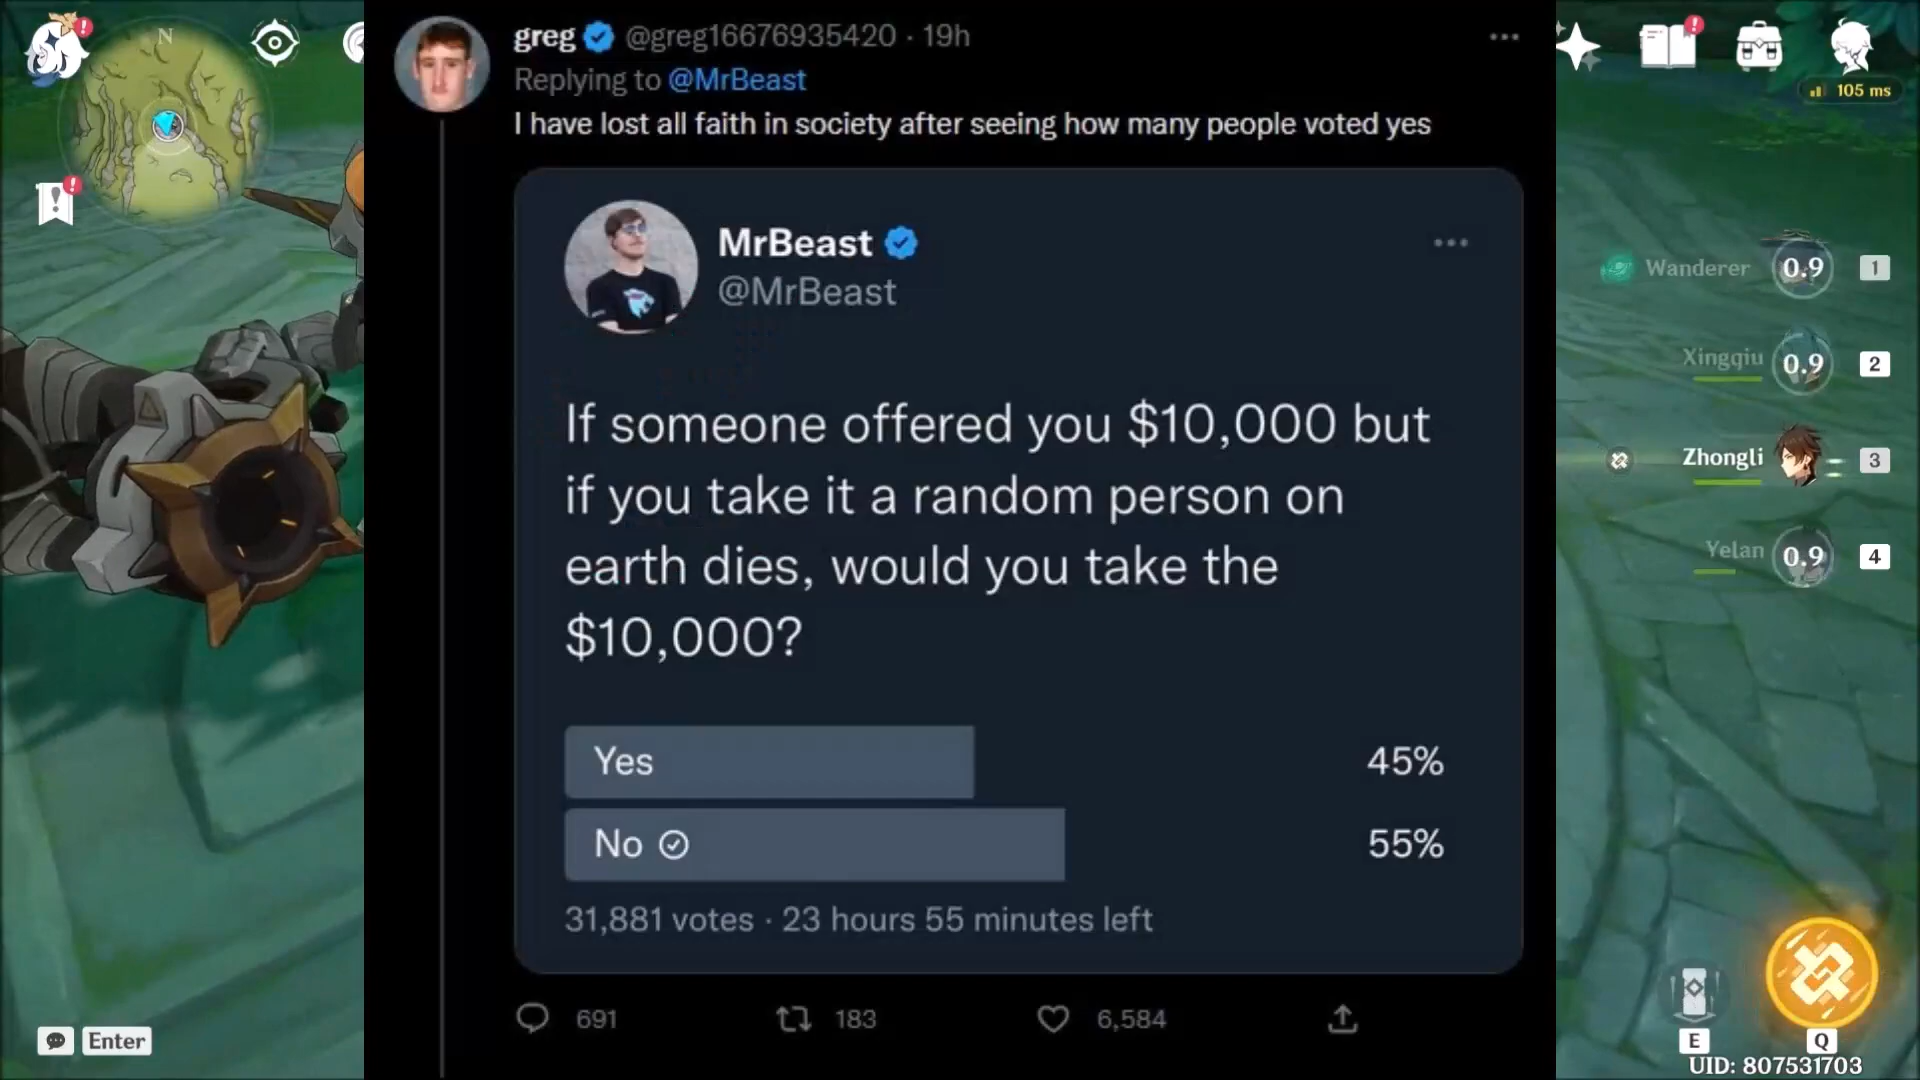 N
greg @greg16676935420 · 19h
Replying to @MrBeast
I have lost all faith in society after seeing how many people voted yes
MrBeast
@MrBeast
If someone offered you $10,000 but
if you take it a random person on
earth dies, would you take the
$10,000?
Yes 45%
No 55%
31,881 votes · 23 hours 55 minutes left
691 183 6,584
105 ms
Wanderer 0.9 1
Xingqiu 0.9 2
Zhongli 3
Yelan 0.9 4
Enter
E Q
UID: 807531703